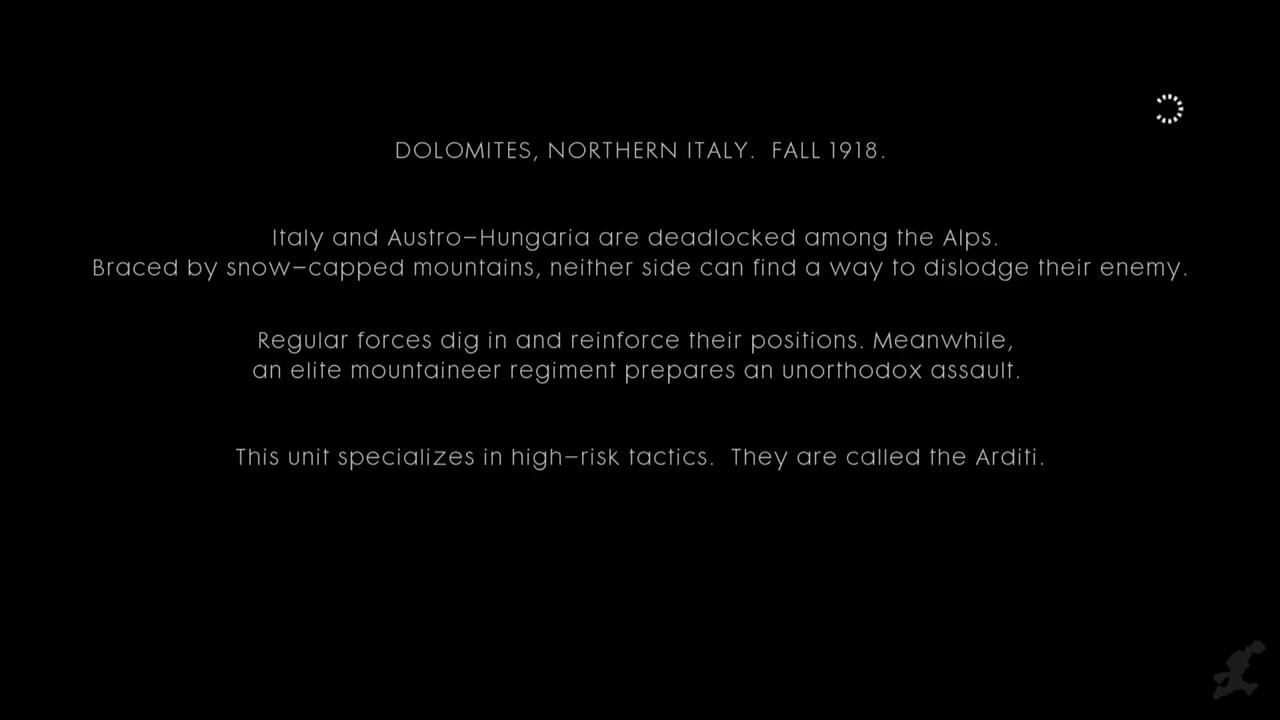 DOLOMITES, NORTHERN ITALY.  FALL 1918.
Italy and Austro-Hungaria are deadlocked among the Alps.
Braced by snow-capped mountains, neither side can find a way to dislodge their enemy.
Regular forces dig in and reinforce their positions. Meanwhile,
an elite mountaineer regiment prepares an unorthodox assault.
This unit specializes in high-risk tactics.  They are called the Arditi.